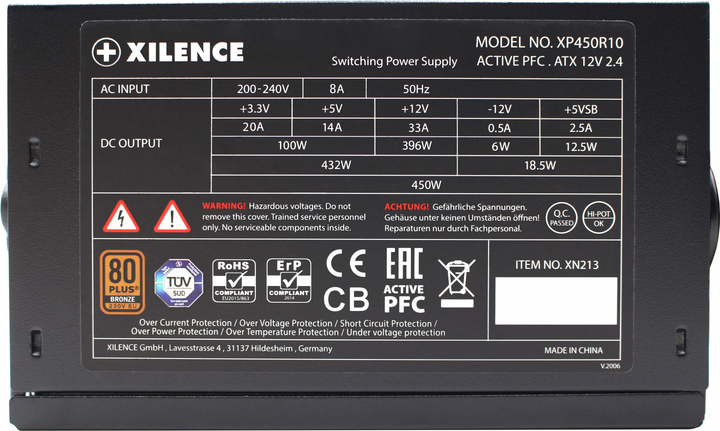 XILENCE
Switching Power Supply
MODEL NO. XP450R10
ACTIVE PFC . ATX 12V 2.4
AC INPUT 200-240V 8A 50Hz
DC OUTPUT +3.3V +5V +12V -12V +5VSB
20A 14A 33A 0.5A 2.5A
100W 396W 6W 12.5W
432W 18.5W
450W
WARNING! Hazardous voltages. Do not
remove this cover. Trained service personnel
only. No serviceable components inside.
ACHTUNG! Gefährliche Spannungen.
Gehäuse unter keinen Umständen öffnen!
Reparaturen nur durch Fachpersonal.
Q.C.
PASSED
HI-POT
OK
80
PLUS®
BRONZE
230V EU
TÜV
SUD
RoHS
COMPLIANT
EU2015/863
ErP
COMPLIANT
2014
CE
CB
EAC
ACTIVE
PFC
ITEM NO. XN213
Over Current Protection / Over Voltage Protection / Short Circuit Protection /
Over Power Protection / Over Temperature Protection / Under voltage protection
XILENCE GmbH , Lavesstrasse 4 , 31137 Hildesheim , Germany
MADE IN CHINA
V.2006